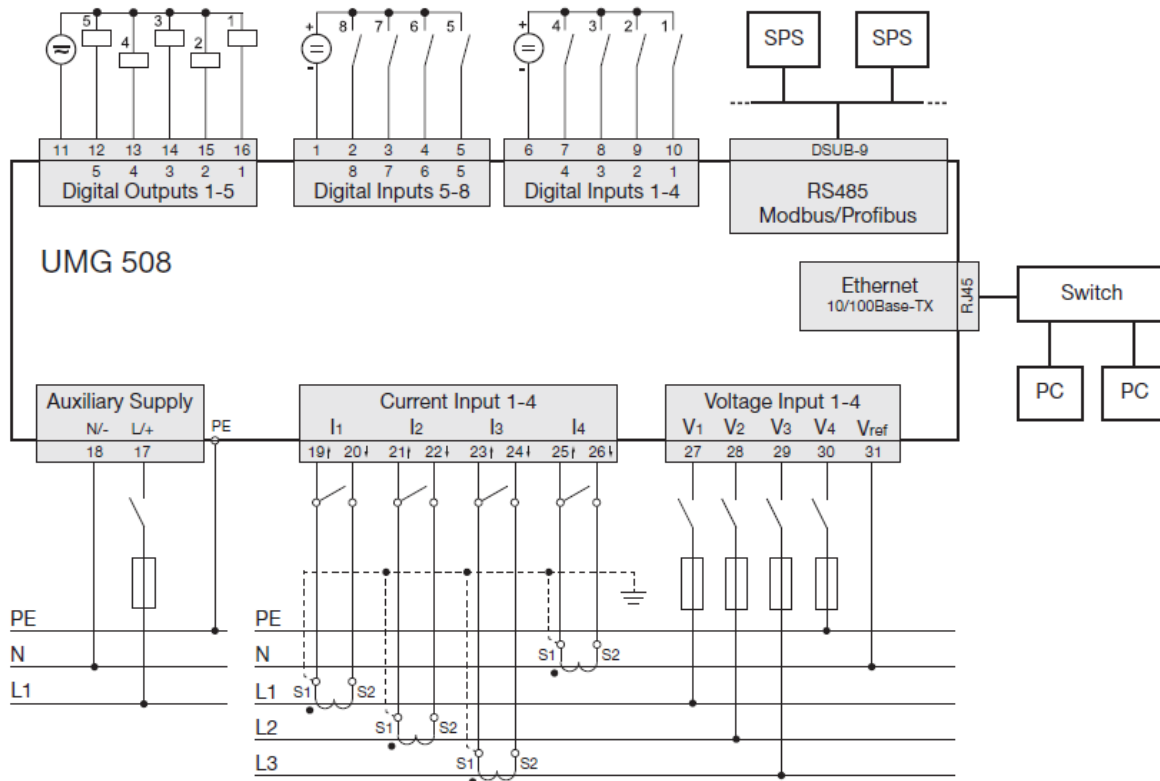 5 3 1
4 2
+ 8 7 6 5
-
+ 4 3 2 1
-
SPS SPS
11 12 13 14 15 16
5 4 3 2 1
Digital Outputs 1-5
1 2 3 4 5
8 7 6 5
Digital Inputs 5-8
6 7 8 9 10
4 3 2 1
Digital Inputs 1-4
DSUB-9
RS485
Modbus/Profibus
UMG 508
Ethernet
10/100Base-TX
RJ45
Switch
PC PC
Auxiliary Supply
N/- L/+ PE
18 17
Current Input 1-4
I1 I2 I3 I4
19 20 21 22 23 24 25 26
Voltage Input 1-4
V1 V2 V3 V4 Vref
27 28 29 30 31
PE
N
L1
PE
N
L1
L2
L3
S1 S2
S1 S2
S1 S2
S1 S2